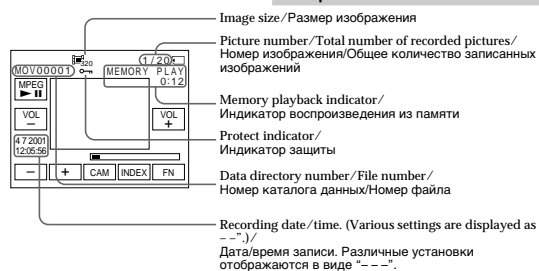 Image size/Размер изображения
Picture number/Total number of recorded pictures/
Номер изображения/Общее количество записанных
изображений
320
1/20
MOV00001
MEMORY PLAY
0:12
MPEG
Memory playback indicator/
Индикатор воспроизведения из памяти
VOL
–
VOL
+
Protect indicator/
Индикатор защиты
4 7 2001
12:05:56
– + CAM INDEX FN
Data directory number/File number/
Номер каталога данных/Номер файла
Recording date/time. (Various settings are displayed as
– –”.)/
Дата/время записи. Различные установки
отображаются в виде “– – –”.